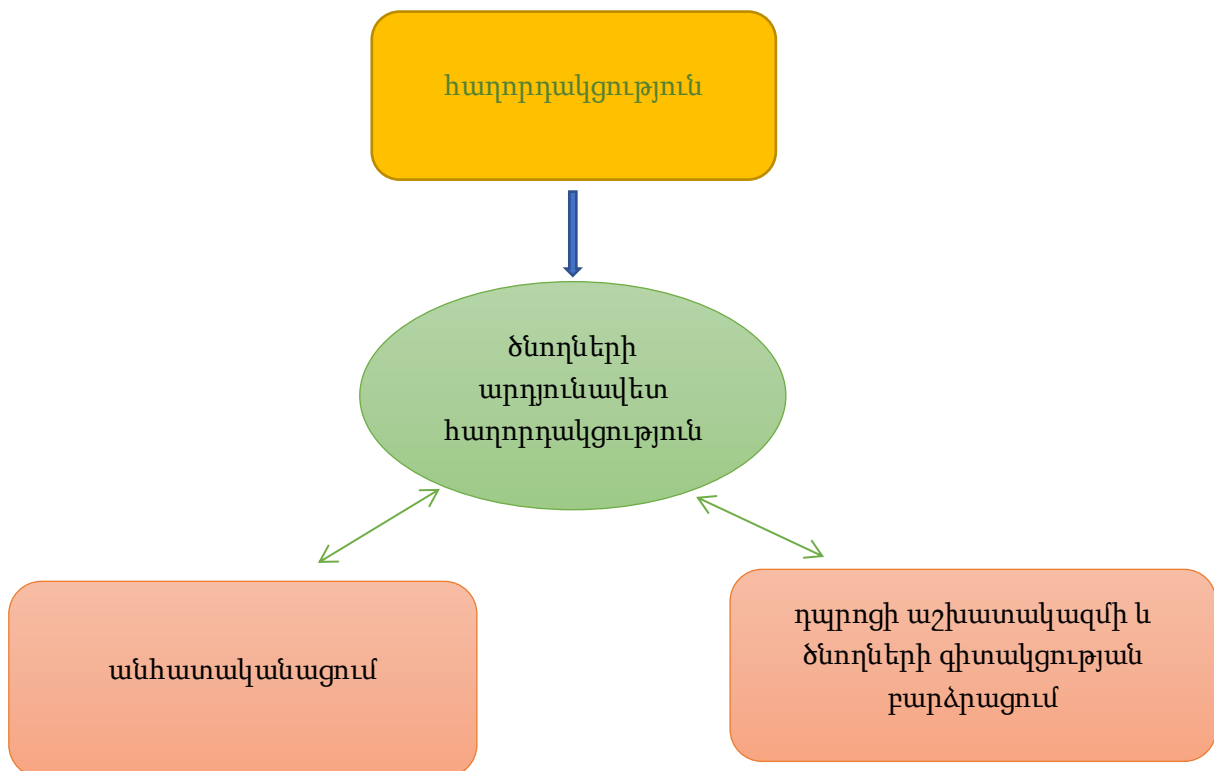 հաղորդակցություն
ծնողների
արդյունավետ
հաղորդակցություն
անհատականացում
դպրոցի աշխատակազմի և
ծնողների գիտակցության
բարձրացում